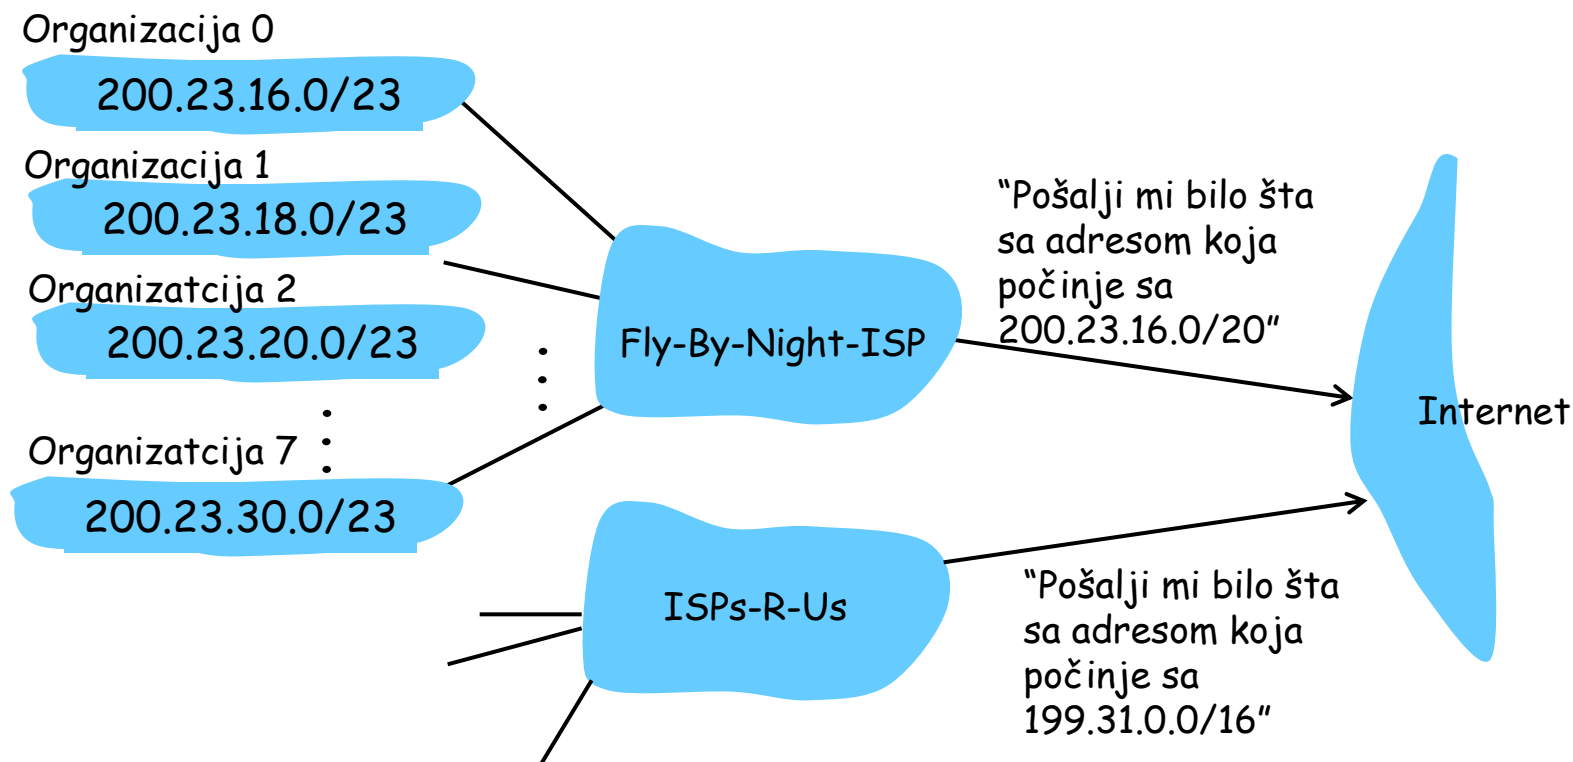 Organizacija 0
200.23.16.0/23
Organizacija 1
200.23.18.0/23
Organizatcija 2
200.23.20.0/23
Organizatcija 7
200.23.30.0/23
Fly-By-Night-ISP
“Pošalji mi bilo šta
sa adresom koja
počinje sa
200.23.16.0/20”
Internet
ISPs-R-Us
“Pošalji mi bilo šta
sa adresom koja
počinje sa
199.31.0.0/16”